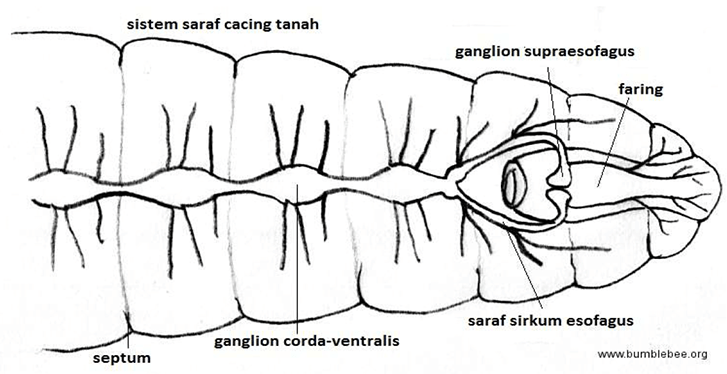 sistem saraf cacing tanah
ganglion supraesofagus
faring
saraf sirkum esofagus
ganglion corda-ventralis
septum
www.bumblebee.org